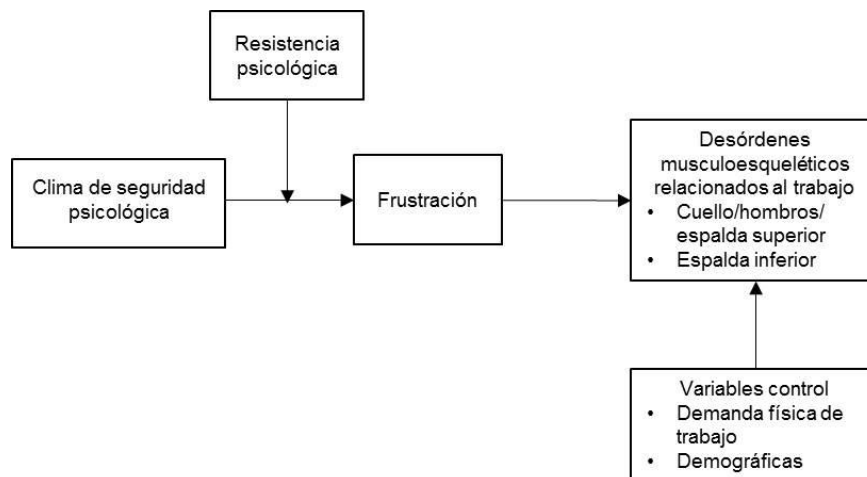 Resistencia
psicológica
Clima de seguridad
psicológica
Frustración
Desórdenes
musculoesqueléticos
relacionados al trabajo
• Cuello/hombros/
espalda superior
• Espalda inferior
Variables control
• Demanda física de
trabajo
• Demográficas